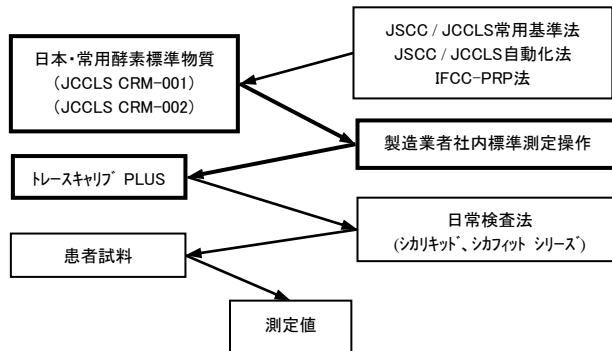 日本・常用酵素標準物質
（JCCLS CRM-001）
（JCCLS CRM-002）
JSCC / JCCLS常用基準法
JSCC / JCCLS自動化法
IFCC-PRP法
製造業者社内標準測定操作
ﾄﾚｰｽｷｬﾘﾌﾞ PLUS
日常検査法
(ｼｶﾘｷｯﾄﾞ、ｼｶﾌｨｯﾄ ｼﾘｰｽﾞ)
患者試料
測定値